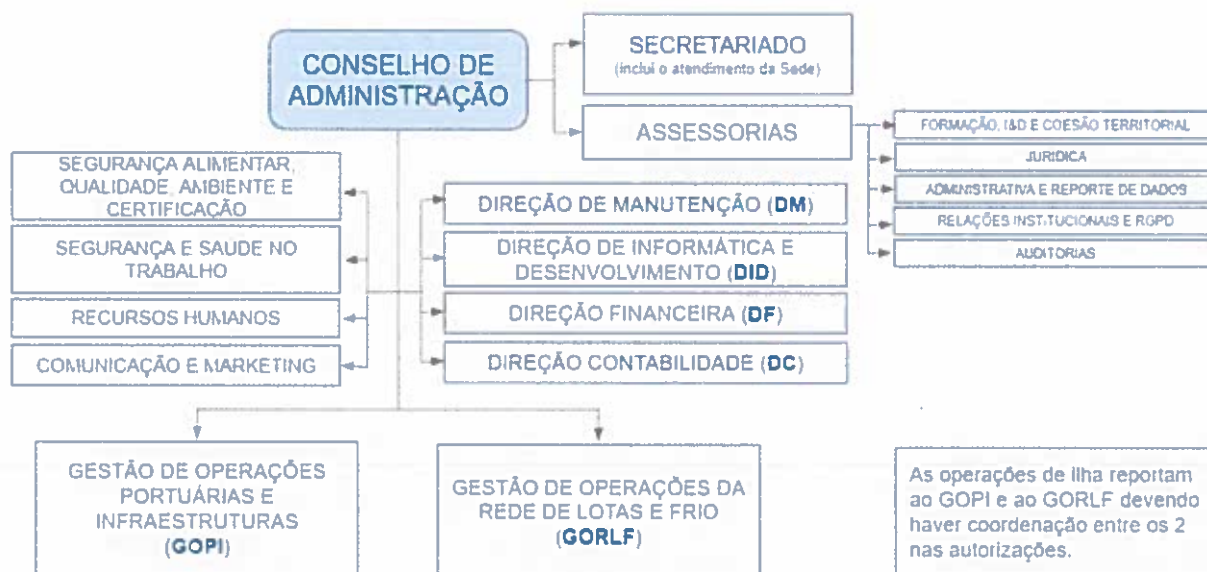 CONSELHO DE
ADMINISTRAÇÃO
SECRETARIADO
(inclui o atendimento da Sede)
ASSESSORIAS
FORMAÇÃO, I&D E COESÃO TERRITORIAL
JURIDICA
ADMINISTRATIVA E REPORTE DE DADOS
RELAÇÕES INSTITUCIONAIS E RGPD
AUDITORIAS
SEGURANÇA ALIMENTAR,
QUALIDADE, AMBIENTE E
CERTIFICAÇÃO
SEGURANÇA E SAÚDE NO
TRABALHO
RECURSOS HUMANOS
COMUNICAÇÃO E MARKETING
DIREÇÃO DE MANUTENÇÃO (DM)
DIREÇÃO DE INFORMÁTICA E
DESENVOLVIMENTO (DID)
DIREÇÃO FINANCEIRA (DF)
DIREÇÃO CONTABILIDADE (DC)
GESTÃO DE OPERAÇÕES
PORTUÁRIAS E
INFRAESTRUTURAS
(GOPI)
GESTÃO DE OPERAÇÕES DA
REDE DE LOTAS E FRIO
(GORLF)
As operações de ilha reportam
ao GOPI e ao GORLF devendo
haver coordenação entre os 2
nas autorizações.